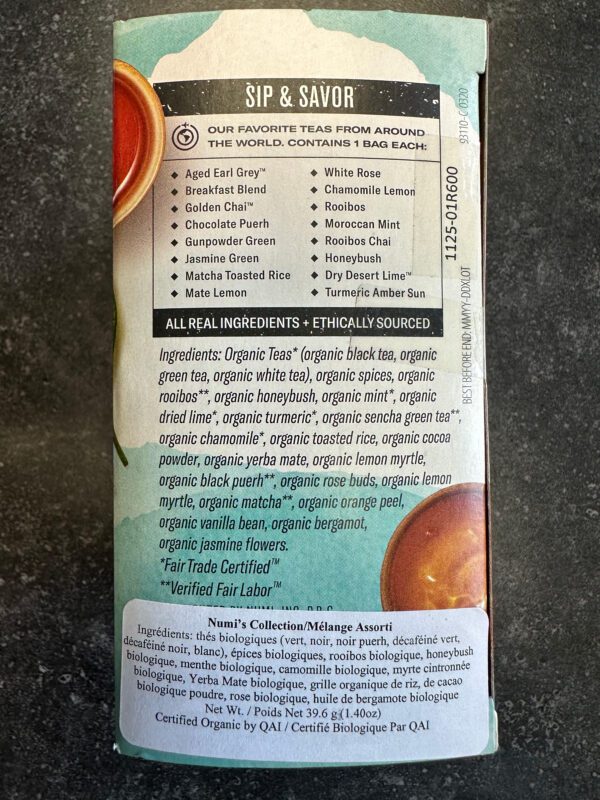 SIP & SAVOR
OUR FAVORITE TEAS FROM AROUND
THE WORLD. CONTAINS 1 BAG EACH:
◆ Aged Earl Grey™
◆ Breakfast Blend
◆ Golden Chai™
◆ Chocolate Puerh
◆ Gunpowder Green
◆ Jasmine Green
◆ Matcha Toasted Rice
◆ Mate Lemon
◆ White Rose
◆ Chamomile Lemon
◆ Rooibos
◆ Moroccan Mint
◆ Rooibos Chai
◆ Honeybush
◆ Dry Desert Lime™
◆ Turmeric Amber Sun
ALL REAL INGREDIENTS + ETHICALLY SOURCED
Ingredients: Organic Teas* (organic black tea, organic
green tea, organic white tea), organic spices, organic
rooibos**, organic honeybush, organic mint*, organic
dried lime*, organic turmeric*, organic sencha green tea**,
organic chamomile*, organic toasted rice, organic cocoa
powder, organic yerba mate, organic lemon myrtle,
organic black puerh**, organic rose buds, organic lemon
myrtle, organic matcha**, organic orange peel,
organic vanilla bean, organic bergamot,
organic jasmine flowers.
*Fair Trade Certified™
**Verified Fair Labor™
Numi's Collection/Mélange Assorti
Ingrédients: thés biologiques (vert, noir, noir puerh, décaféiné vert,
décaféiné noir, blanc), épices biologiques, rooibos biologique, honeybush
biologique, menthe biologique, camomille biologique, myrte cintronnée
biologique, Yerba Mate biologique, grille organique de riz, de cacao
biologique poudre, rose biologique, huile de bergamote biologique
Net Wt. / Poids Net 39.6 g (1.40oz)
Certified Organic by QAI / Certifié Biologique Par QAI
1125-01R600
BEST BEFORE END: MMYY-DDXLOT
93110-C 0320